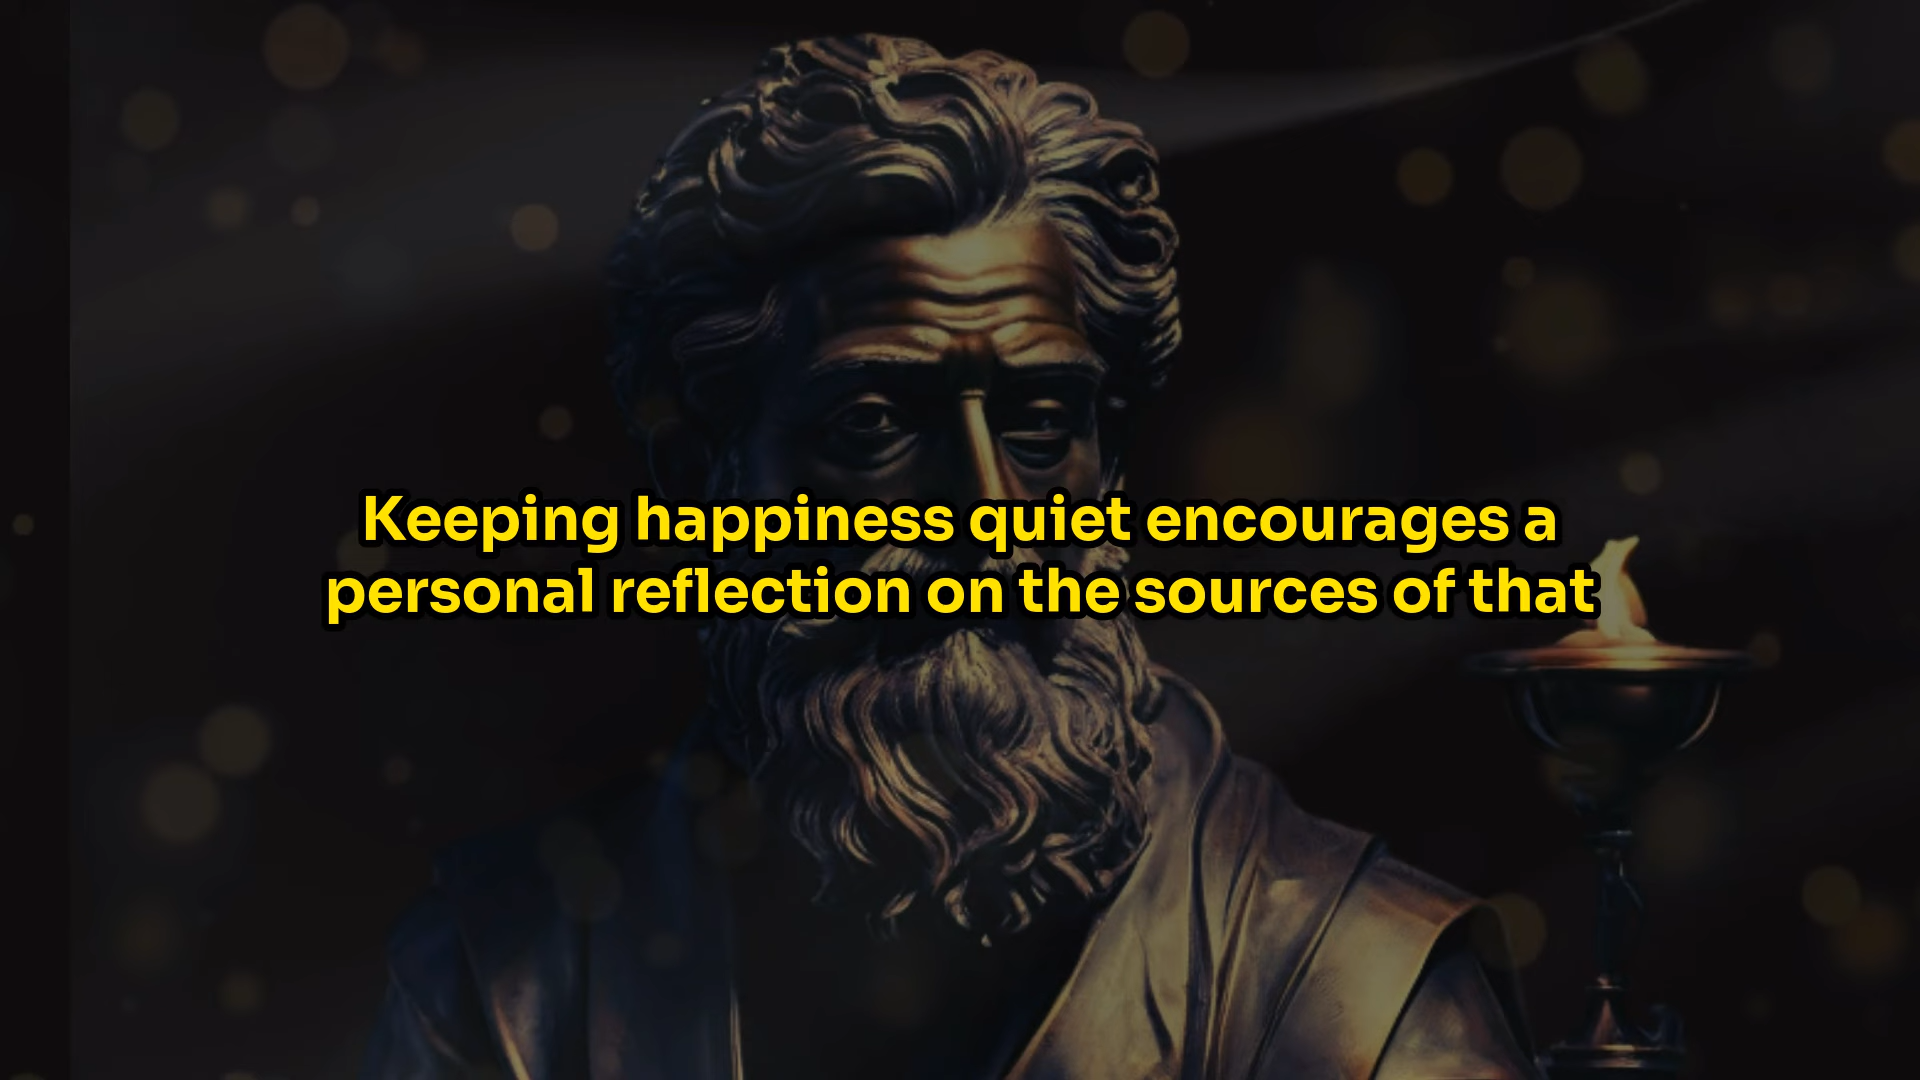 Keeping happiness quiet encourages a
personal reflection on the sources of that